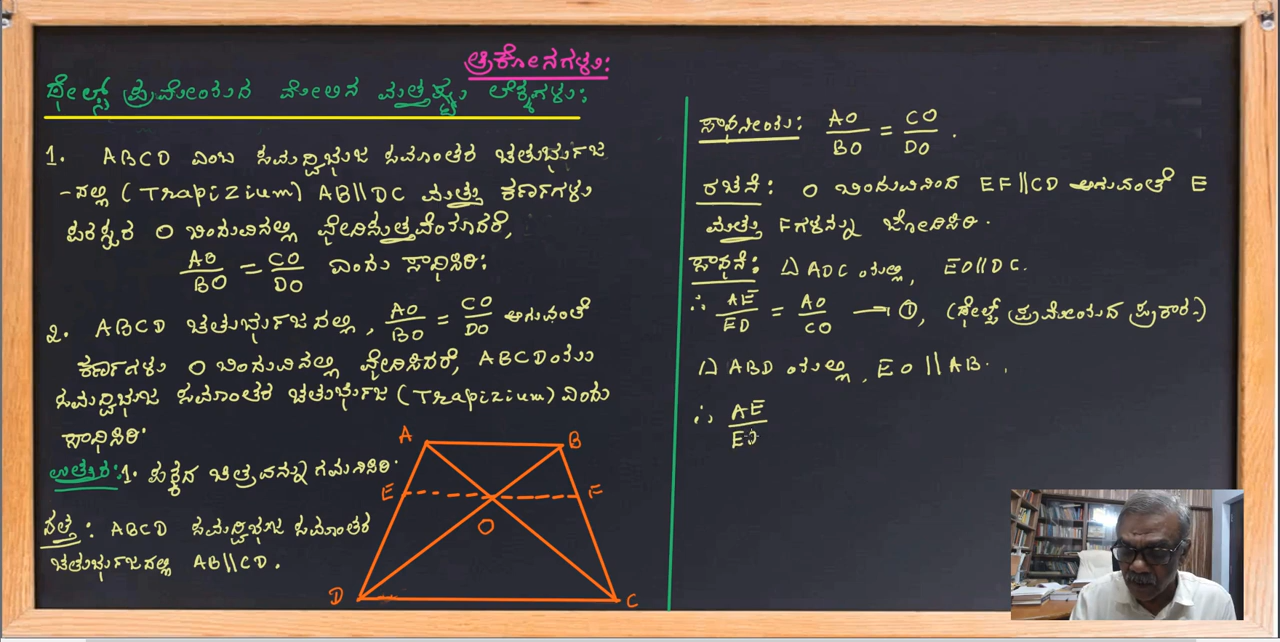 ತ್ರಿಕೋನಗಳು:
ಥೇಲ್ಸ್ ಪ್ರಮೇಯದ ಮೇಲಿನ ಮತ್ತಷ್ಟು ಲೆಕ್ಕಗಳು:
1. ABCD ಎಂಬ ಸಮದ್ವಿಭುಜ ಸಮಾಂತರ ಚತುರ್ಭುಜ
-ದಲ್ಲಿ (Trapizium) AB||DC ಮತ್ತು ಕರ್ಣಗಳು
ಪರಸ್ಪರ O ಬಿಂದುವಿನಲ್ಲಿ ಛೇದಿಸುತ್ತವೆಯಾದರೆ,
AO/BO = CO/DO ಎಂದು ಸಾಧಿಸಿರಿ:
2. ABCD ಚತುರ್ಭುಜದಲ್ಲಿ, AO/BO = CO/DO ಆಗುವಂತೆ
ಕರ್ಣಗಳು O ಬಿಂದುವಿನಲ್ಲಿ ಛೇದಿಸಿದರೆ, ABCDಯು
ಸಮದ್ವಿಭುಜ ಸಮಾಂತರ ಚತುರ್ಭುಜ (Trapizium) ಎಂದು
ಸಾಧಿಸಿರಿ.
ಉತ್ತರ: 1. ಪಕ್ಕದ ಚಿತ್ರವನ್ನು ಗಮನಿಸಿರಿ.
ದತ್ತ: ABCD ಸಮದ್ವಿಭುಜ ಸಮಾಂತರ
ಚತುರ್ಭುಜದಲ್ಲಿ AB||CD.
A B
E F
O
D C
ಸಾಧನೀಯ: AO/BO = CO/DO.
ರಚನೆ: O ಬಿಂದುವಿನಿಂದ EF||CD ಆಗುವಂತೆ E
ಮತ್ತು Fಗಳನ್ನು ಜೋಡಿಸಿರಿ.
ಸಾಧನೆ: △ADC ಯಲ್ಲಿ, EO||DC.
∴ AE/ED = AO/CO → ①, (ಥೇಲ್ಸ್ ಪ್ರಮೇಯದ ಪ್ರಕಾರ.)
△ABD ಯಲ್ಲಿ, EO||AB.,
∴ AE/ED